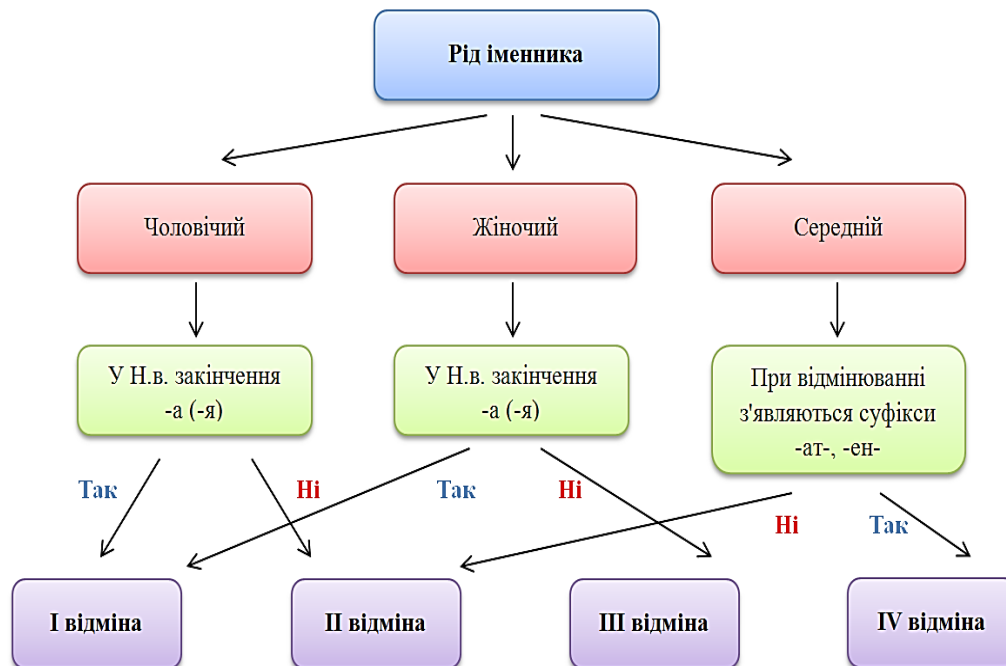 Рід іменника
Чоловічий
Жіночий
Середній
У Н.в. закінчення
-а (-я)
У Н.в. закінчення
-а (-я)
При відмінюванні
з'являються суфікси
-ат-, -ен-
Так
Ні
Так
Ні
Ні
Так
І відміна
ІІ відміна
ІІІ відміна
IV відміна